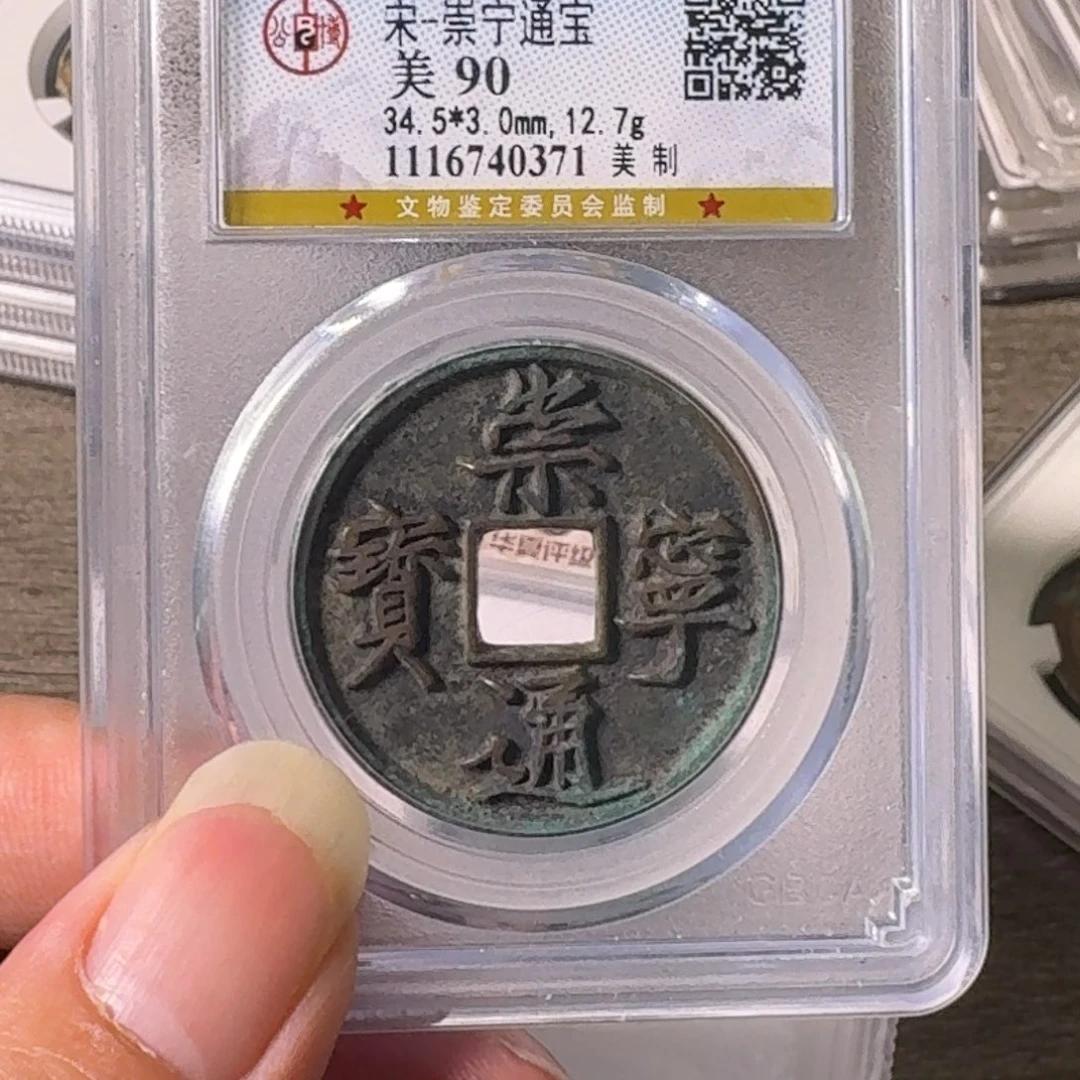 宋-崇宁通宝
美 90
34.5*3.0mm,12.7g
1116740371 美 制
★ 文物鉴定委员会监制 ★
崇
寧
通
寶
GBCA